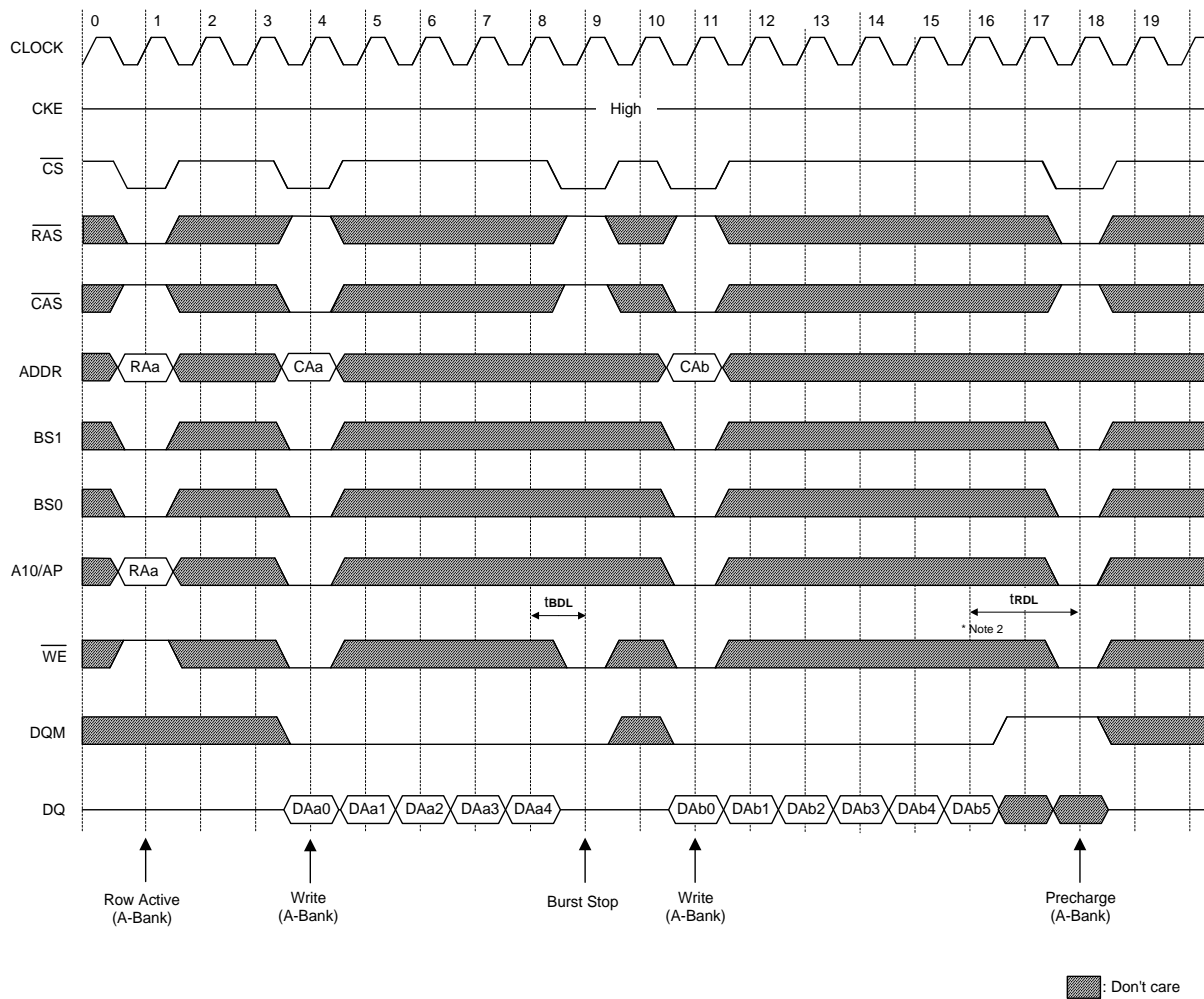 0 1 2 3 4 5 6 7 8 9 10 11 12 13 14 15 16 17 18 19
CLOCK
CKE
High
CS
RAS
CAS
ADDR
RAa CAa CAb
BS1
BS0
A10/AP
RAa
tBDL
tRDL
* Note 2
WE
DQM
DQ
DAa0 DAa1 DAa2 DAa3 DAa4 DAb0 DAb1 DAb2 DAb3 DAb4 DAb5
Row Active
(A-Bank)
Write
(A-Bank)
Burst Stop
Write
(A-Bank)
Precharge
(A-Bank)
: Don't care